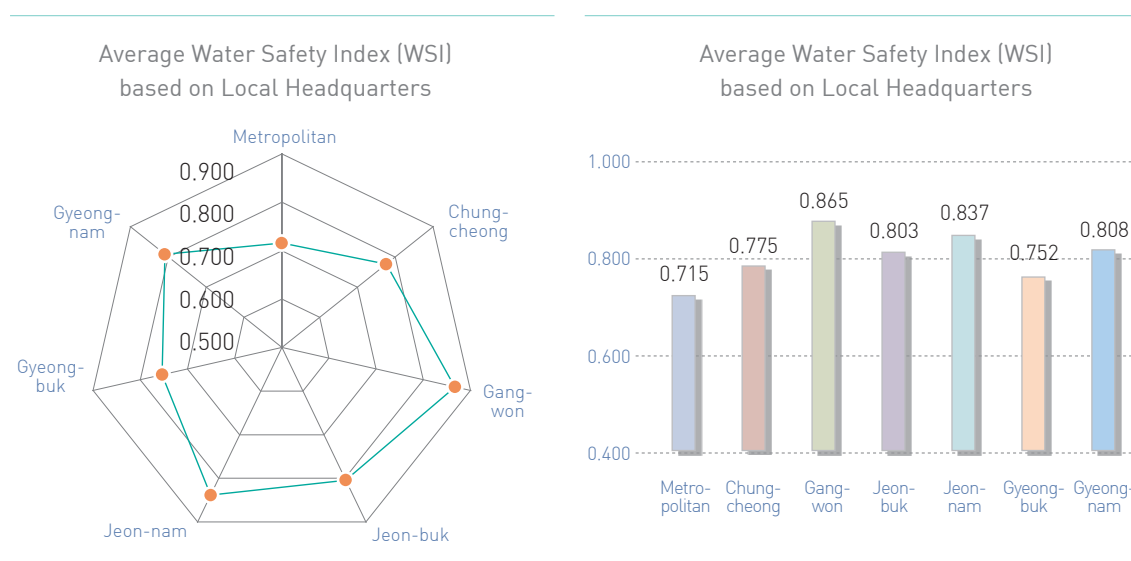 Average Water Safety Index (WSI)
based on Local Headquarters
Metropolitan
0.900
0.800
0.700
0.600
0.500
Gyeong-
nam
Chung-
cheong
Gyeong-
buk
Gang-
won
Jeon-nam
Jeon-buk
Average Water Safety Index (WSI)
based on Local Headquarters
1.000
0.800
0.600
0.400
0.715
0.775
0.865
0.803
0.837
0.752
0.808
Metro-
politan
Chung-
cheong
Gang-
won
Jeon-
buk
Jeon-
nam
Gyeong-
buk
Gyeong-
nam